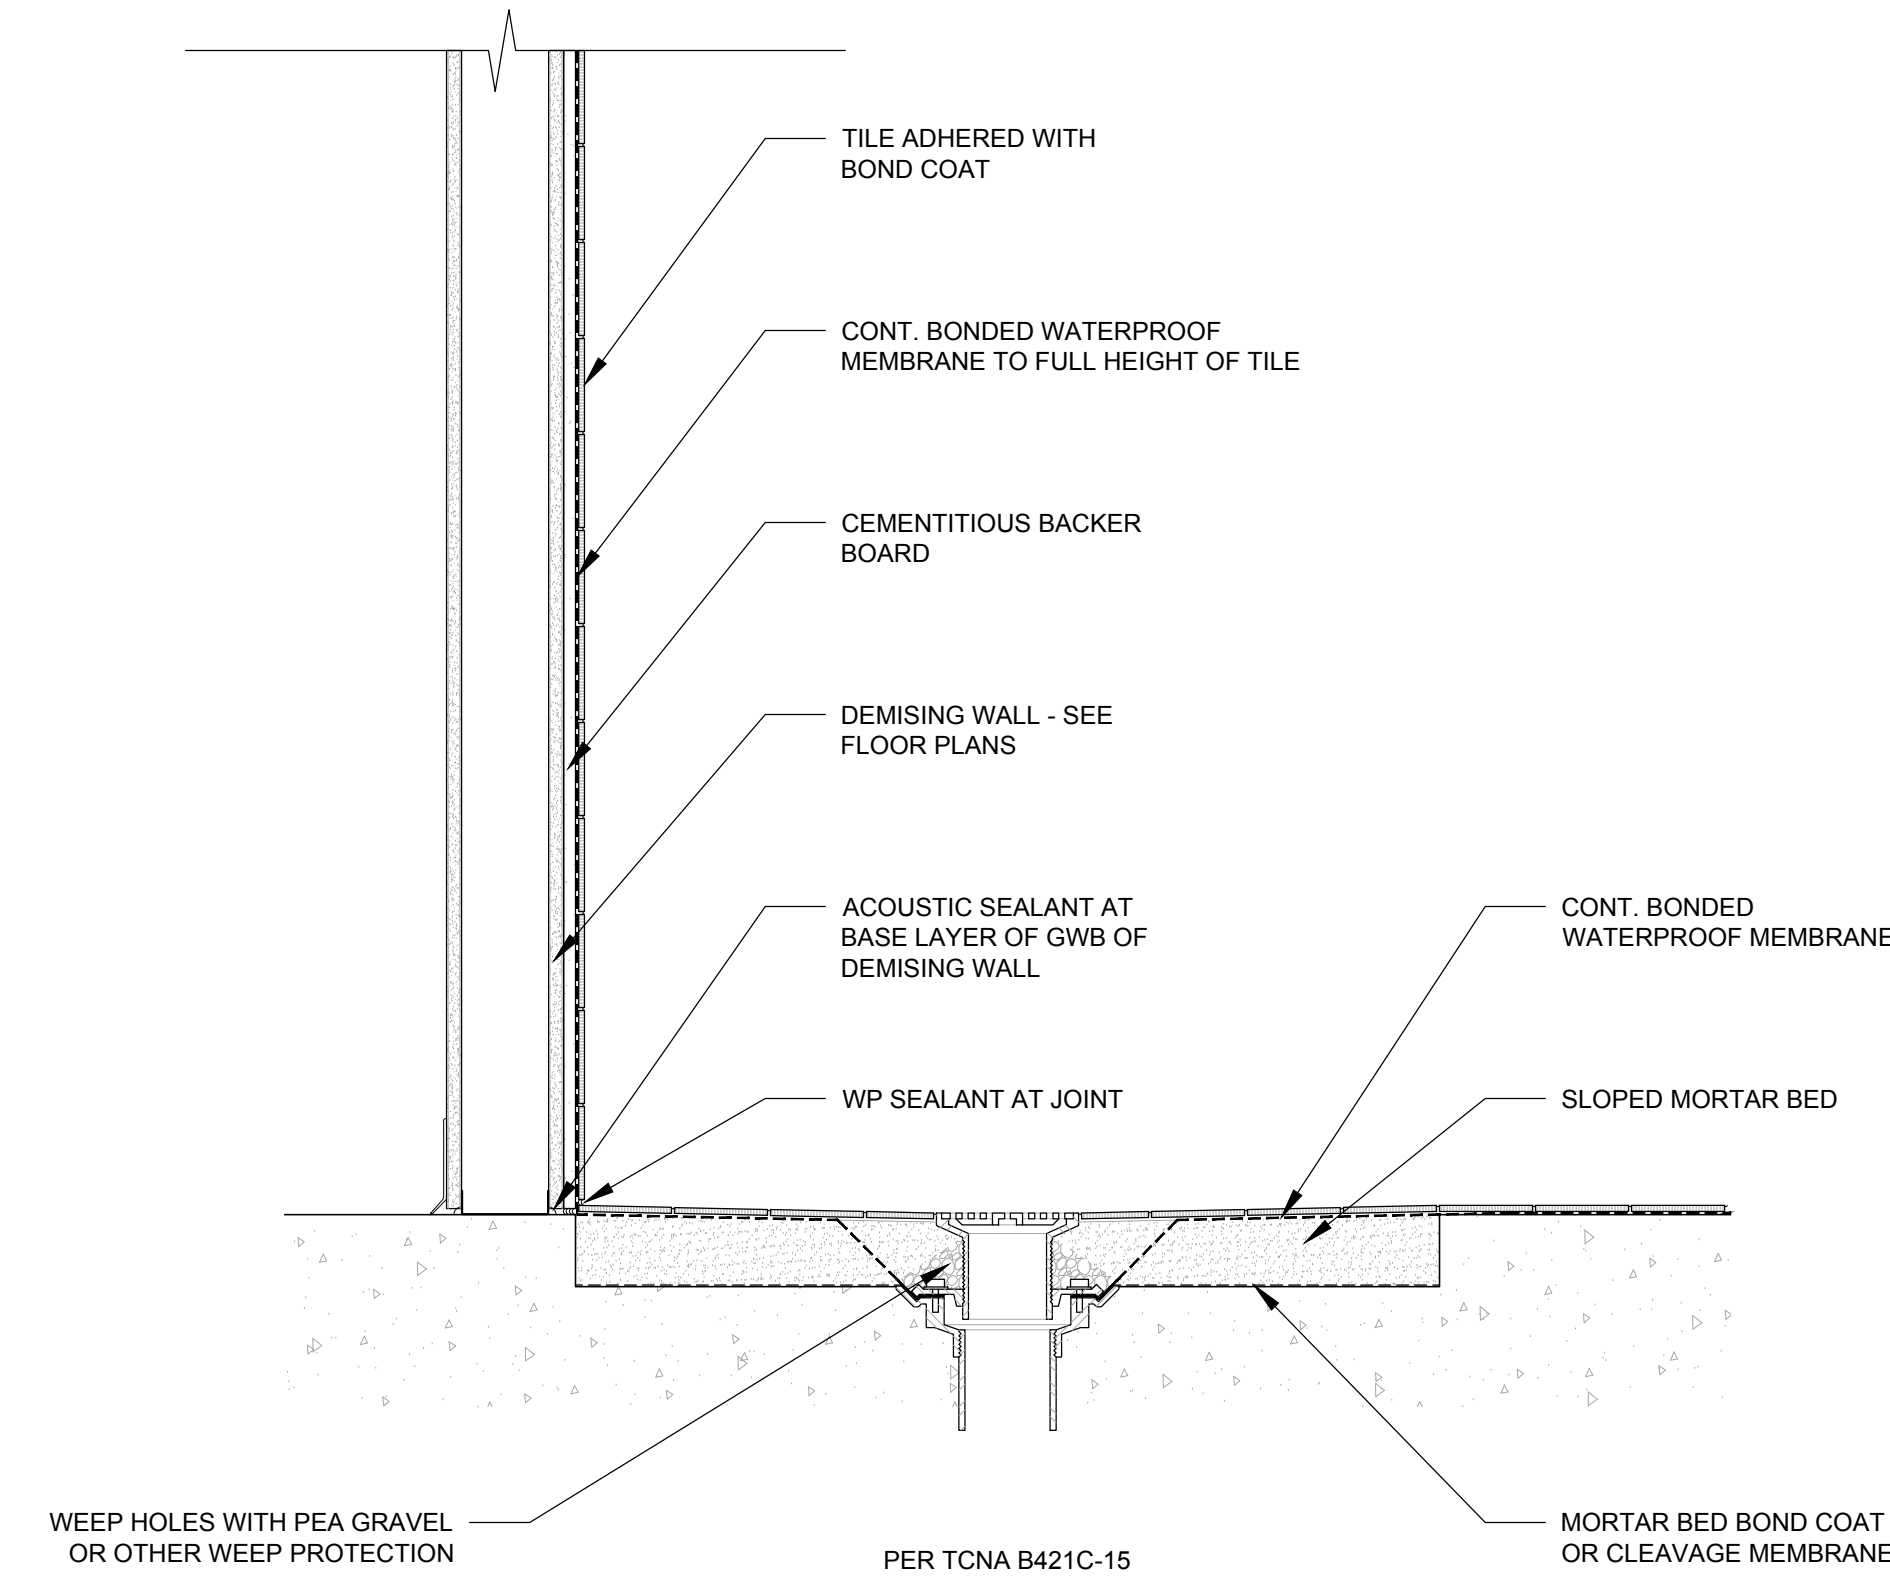 TILE ADHERED WITH
BOND COAT
CONT. BONDED WATERPROOF
MEMBRANE TO FULL HEIGHT OF TILE
CEMENTITIOUS BACKER
BOARD
DEMISING WALL - SEE
FLOOR PLANS
ACOUSTIC SEALANT AT
BASE LAYER OF GWB OF
DEMISING WALL
CONT. BONDED
WATERPROOF MEMBRANE
WP SEALANT AT JOINT
SLOPED MORTAR BED
WEEP HOLES WITH PEA GRAVEL
OR OTHER WEEP PROTECTION
MORTAR BED BOND COAT
OR CLEAVAGE MEMBRANE
PER TCNA B421C-15